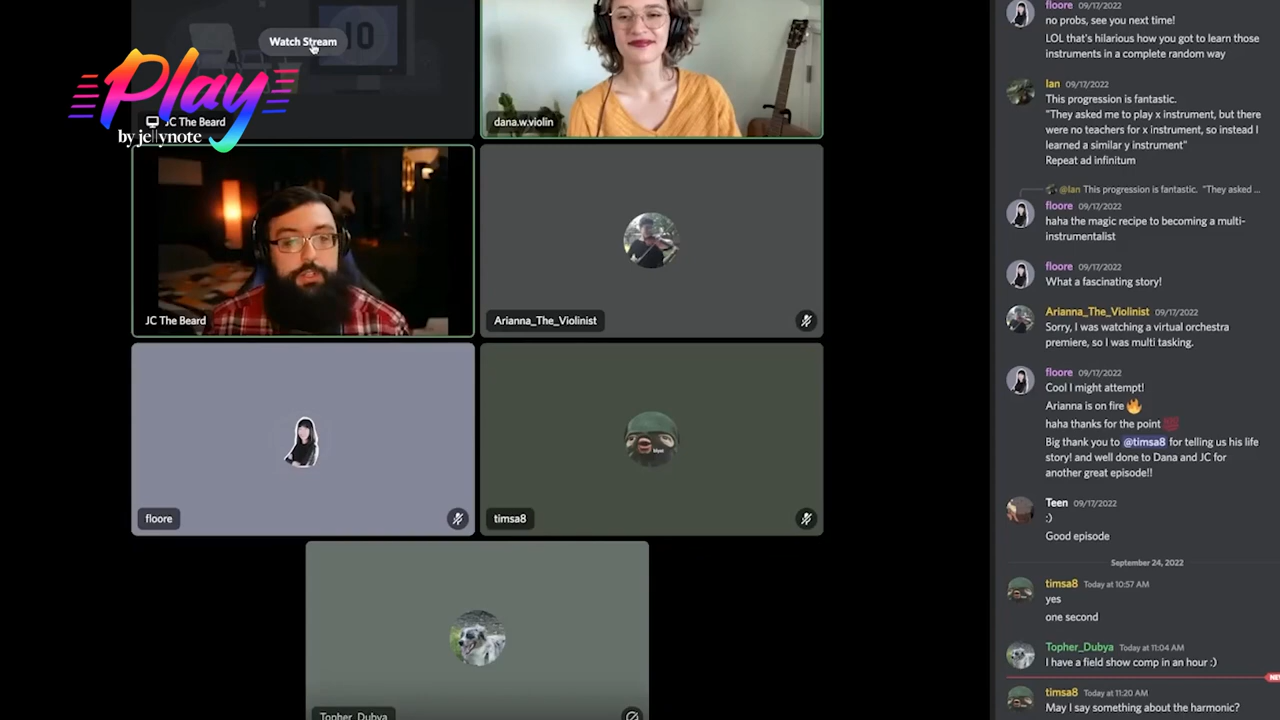 Watch Stream
JO
Play
by jellynote
JC The Beard
dana.w.violin
JC The Beard
Arianna_The_Violinist
floore
timsa8
Topher_Dubya
floore 09/17/2022
no probs, see you next time!
LOL that's hilarious how you got to learn those
instruments in a complete random way
Ian 09/17/2022
This progression is fantastic.
"They asked me to play x instrument, but there
were no teachers for x instrument, so instead I
learned a similar y instrument"
Repeat ad infinitum
@Ian This progression is fantastic. "They asked ...
floore 09/17/2022
haha the magic recipe to becoming a multi-
instrumentalist
floore 09/17/2022
What a fascinating story!
Arianna_The_Violinist 09/17/2022
Sorry, I was watching a virtual orchestra
premiere, so I was multi tasking.
floore 09/17/2022
Cool I might attempt!
Arianna is on fire 🔥
haha thanks for the point 💯
Big thank you to @timsa8 for telling us his life
story! and well done to Dana and JC for
another great episode!!
Teen 09/17/2022
:)
Good episode
September 24, 2022
timsa8 Today at 10:57 AM
yes
one second
Topher_Dubya Today at 11:04 AM
I have a field show comp in an hour :)
NEW
timsa8 Today at 11:20 AM
May I say something about the harmonic?